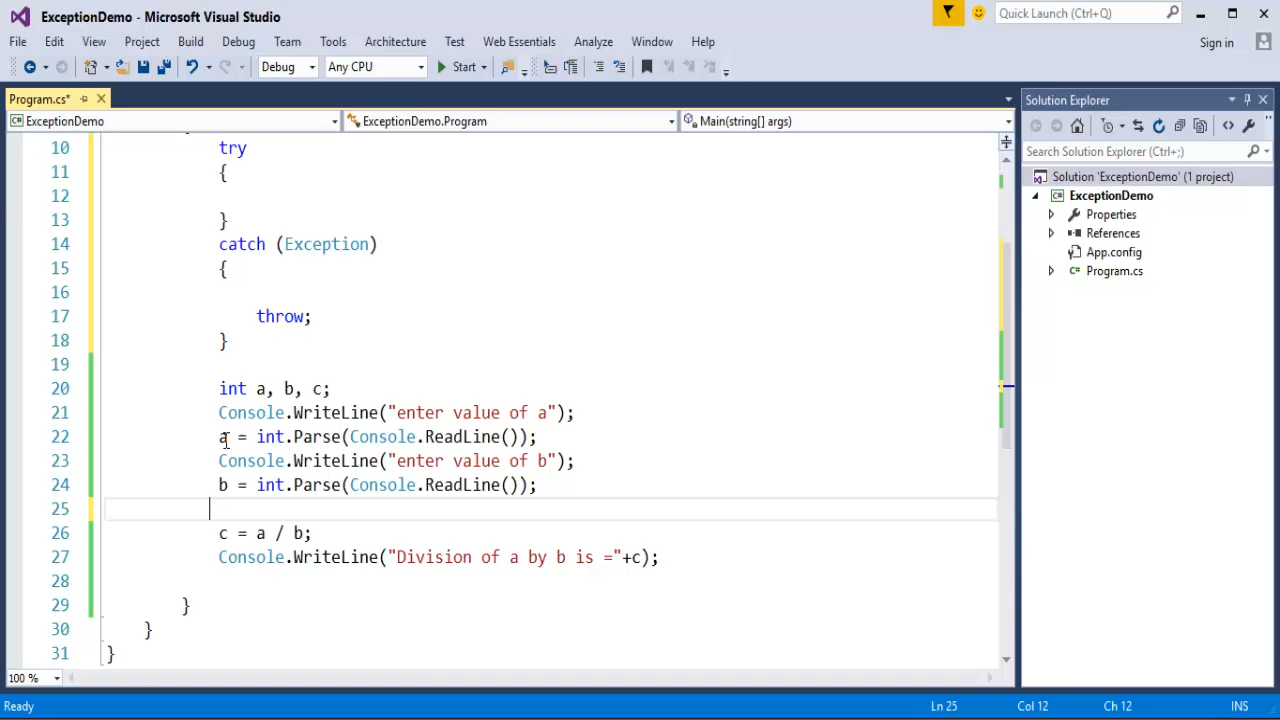 ExceptionDemo - Microsoft Visual Studio
Quick Launch (Ctrl+Q)
File Edit View Project Build Debug Team Tools Architecture Test Web Essentials Analyze Window Help
Sign in
Debug Any CPU Start
Program.cs*
ExceptionDemo ExceptionDemo.Program Main(string[] args)
10 try
11 {
12
13 }
14 catch (Exception)
15 {
16
17 throw;
18 }
19
20 int a, b, c;
21 Console.WriteLine("enter value of a");
22 a = int.Parse(Console.ReadLine());
23 Console.WriteLine("enter value of b");
24 b = int.Parse(Console.ReadLine());
25
26 c = a / b;
27 Console.WriteLine("Division of a by b is ="+c);
28
29 }
30 }
31 }
100 %
Solution Explorer
Search Solution Explorer (Ctrl+;)
Solution 'ExceptionDemo' (1 project)
ExceptionDemo
Properties
References
App.config
Program.cs
Ready Ln 25 Col 12 Ch 12 INS